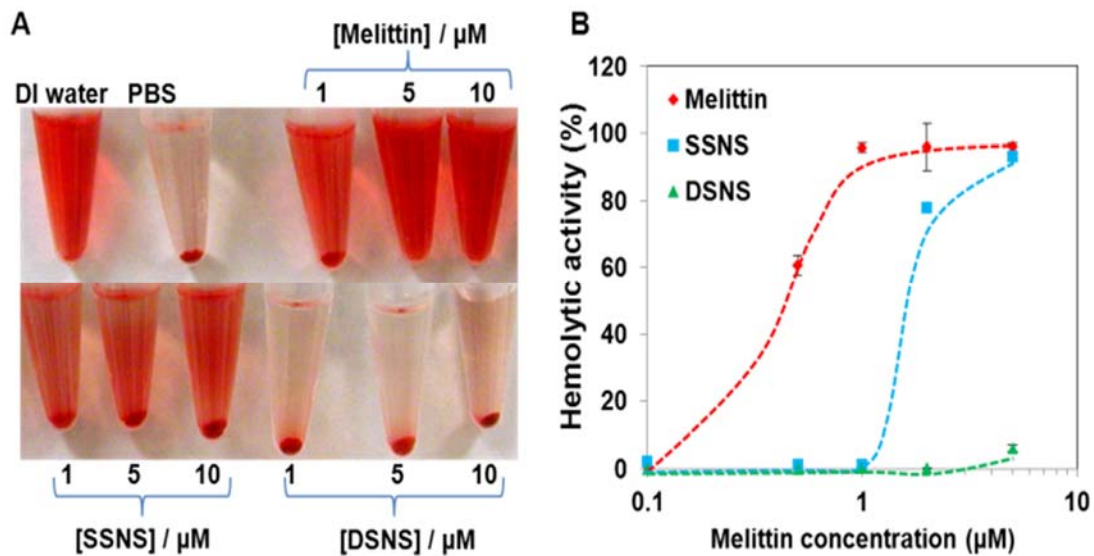 A
[Melittin] / µM
DI water PBS 1 5 10
1 5 10 1 5 10
[SSNS] / µM [DSNS] / µM
B
120
100
80
60
40
20
0
Hemolytic activity (%)
Melittin
SSNS
DSNS
0.1 1 10
Melittin concentration (µM)